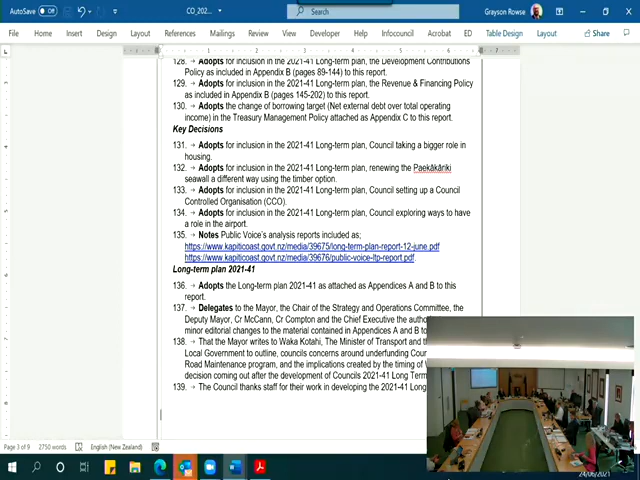 AutoSave Off
CO_202...
Search
Grayson Rowse
File Home Insert Draw Design Layout References Mailings Review View Developer Help Infocouncil Acrobat ED Table Design Layout Share
128. → Adopts for inclusion in the 2021-41 Long-term plan, the Development Contributions
Policy as included in Appendix B (pages 89-144) to this report.
129. → Adopts for inclusion in the 2021-41 Long-term plan, the Revenue & Financing Policy
as included in Appendix B (pages 145-202) to this report.
130. → Adopts the change of borrowing target (Net external debt over total operating
income) in the Treasury Management Policy attached as Appendix C to this report.
Key Decisions
131. → Adopts for inclusion in the 2021-41 Long-term plan, Council taking a bigger role in
housing.
132. → Adopts for inclusion in the 2021-41 Long-term plan, renewing the Paekākāriki
seawall a different way using the timber option.
133. → Adopts for inclusion in the 2021-41 Long-term plan, Council setting up a Council
Controlled Organisation (CCO).
134. → Adopts for inclusion in the 2021-41 Long-term plan, Council exploring ways to have
a role in the airport.
135. → Notes Public Voice's analysis reports included as;
https://www.kapiticoast.govt.nz/media/39675/long-term-plan-report-12-june.pdf
https://www.kapiticoast.govt.nz/media/39676/public-voice-ltp-report.pdf.
Long-term plan 2021-41
136. → Adopts the Long-term plan 2021-41 as attached as Appendices A and B to this
report.
137. → Delegates to the Mayor, the Chair of the Strategy and Operations Committee, the
Deputy Mayor, Cr McCann, Cr Compton and the Chief Executive the
minor editorial changes to the material contained in Appendices A and B
138. → That the Mayor writes to Waka Kotahi, The Minister of Transport and
Local Government to outline, councils concerns around underfunding
Road Maintenance program, and the implications created by the timing of
decision coming out after the development of Councils 2021-41 Long
139. → The Council thanks staff for their work in developing the 2021-41
Page 3 of 9 2750 words English (New Zealand)
24/06/2021